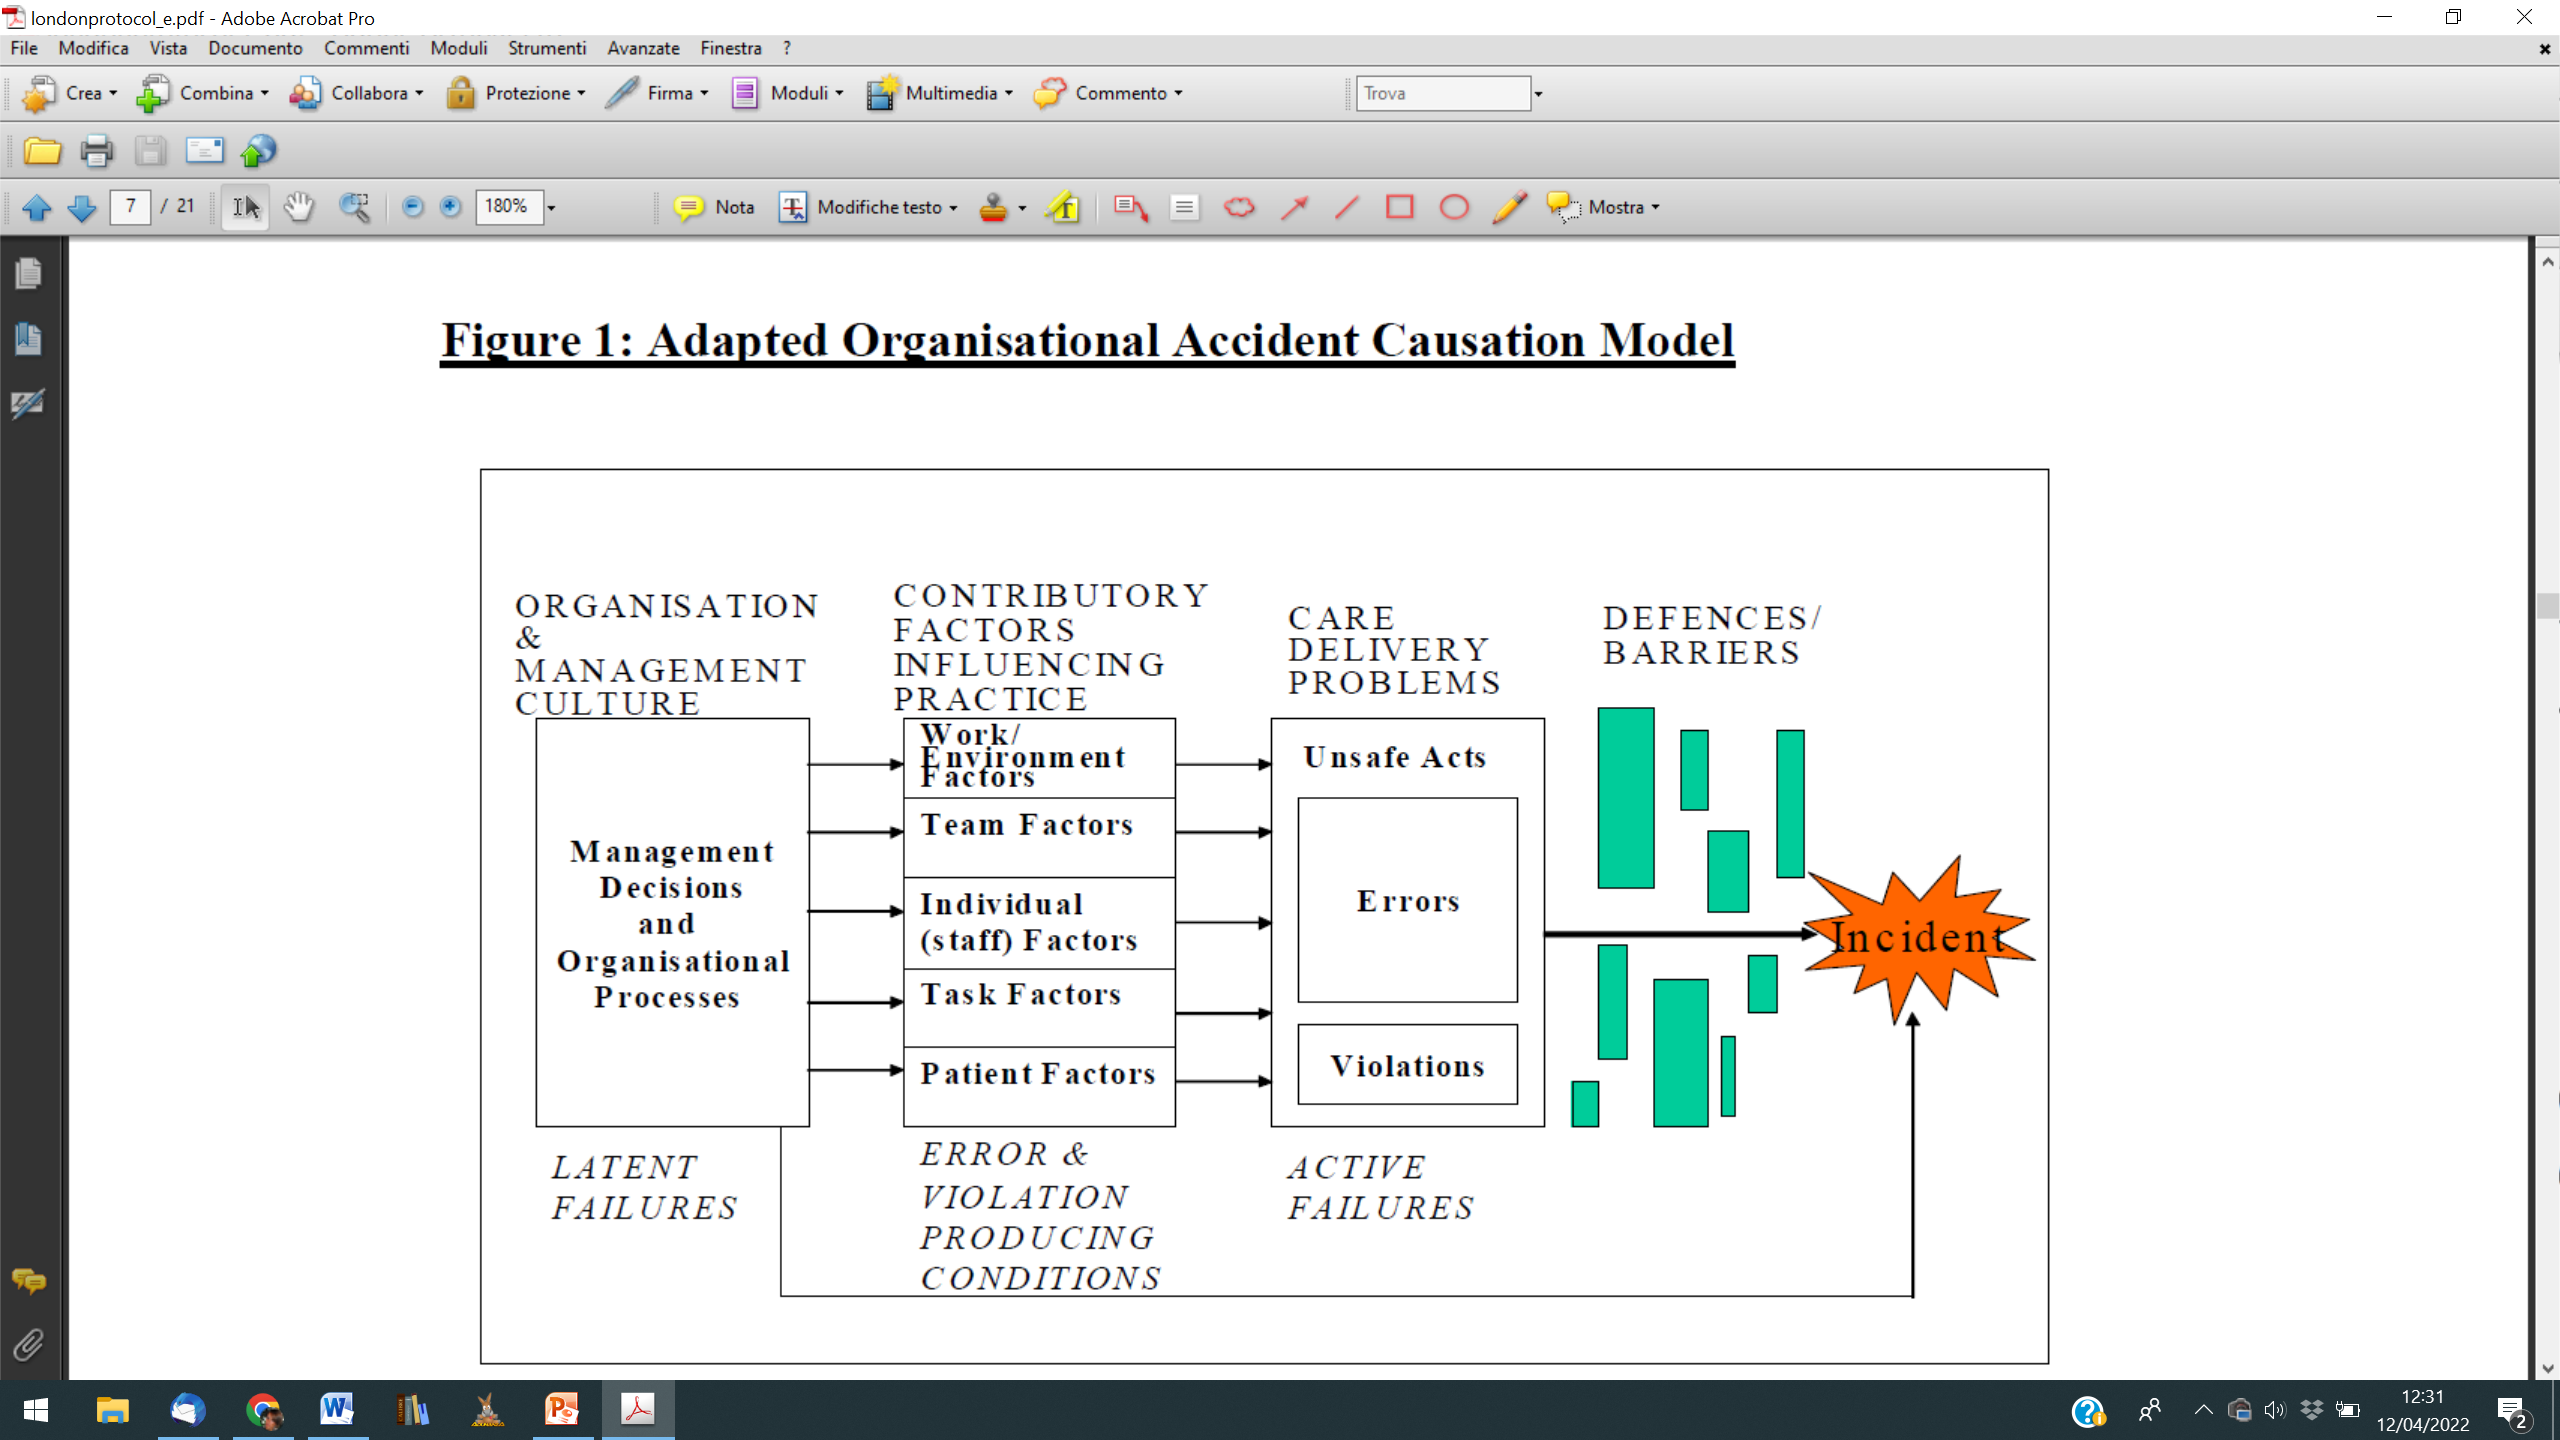 londonprotocol_e.pdf - Adobe Acrobat Pro
File Modifica Vista Documento Commenti Moduli Strumenti Avanzate Finestra ?
Crea Combina Collabora Protezione Firma Moduli Multimedia Commento Trova
7 / 21 180% Nota Modifiche testo Mostra
Figure 1: Adapted Organisational Accident Causation Model
ORGANISATION
&
MANAGEMENT
CULTURE
CONTRIBUTORY
FACTORS
INFLUENCING
PRACTICE
CARE
DELIVERY
PROBLEMS
DEFENCES/
BARRIERS
Management
Decisions
and
Organisational
Processes
Work/
Environment
Factors
Team Factors
Individual
(staff) Factors
Task Factors
Patient Factors
Unsafe Acts
Errors
Violations
Incident
LATENT
FAILURES
ERROR &
VIOLATION
PRODUCING
CONDITIONS
ACTIVE
FAILURES
12:31
12/04/2022
2